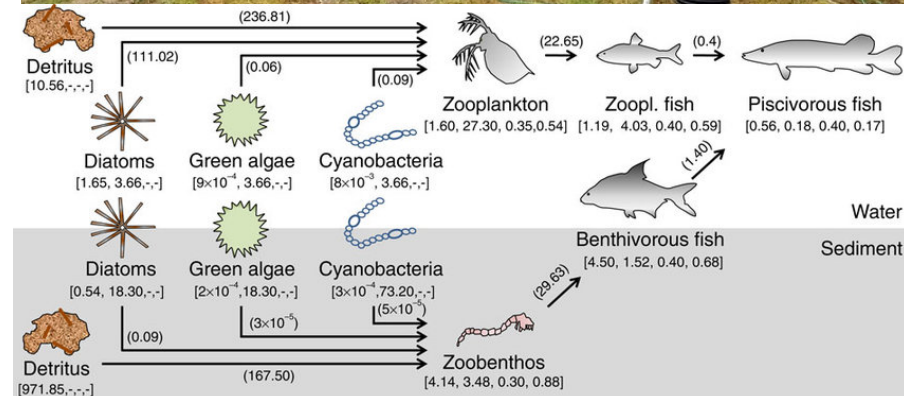 (236.81)
Detritus
[10.56,-,-,-]
(111.02)
(0.06)
(0.09)
Zooplankton
[1.60, 27.30, 0.35,0.54]
(22.65)
Zoopl. fish
[1.19, 4.03, 0.40, 0.59]
(0.4)
Piscivorous fish
[0.56, 0.18, 0.40, 0.17]
Diatoms
[1.65, 3.66,-,-]
Green algae
[9×10⁻⁴, 3.66,-,-]
Cyanobacteria
[8×10⁻³, 3.66,-,-]
(1.40)
Benthivorous fish
[4.50, 1.52, 0.40, 0.68]
Water
Sediment
Diatoms
[0.54, 18.30,-,-]
Green algae
[2×10⁻⁴,18.30,-,-]
Cyanobacteria
[3×10⁻⁴,73.20,-,-]
(29.63)
(0.09)
(3×10⁻⁵)
(5×10⁻⁵)
Detritus
[971.85,-,-,-]
(167.50)
Zoobenthos
[4.14, 3.48, 0.30, 0.88]